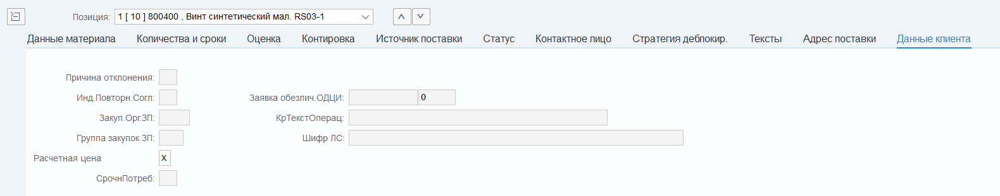 Позиция: 1 [ 10 ] 800400 , Винт синтетический мал. RS03-1
Данные материала Количества и сроки Оценка Контировка Источник поставки Статус Контактное лицо Стратегия деблокир. Тексты Адрес поставки Данные клиента
Причина отклонения:
Инд.Повторн.Согл: Заявка обезлич.ОДЦИ: 0
Закуп.Орг.ЗП: КрТекстОперац:
Группа закупок ЗП: Шифр ЛС:
Расчетная цена X
СрочнПотреб: